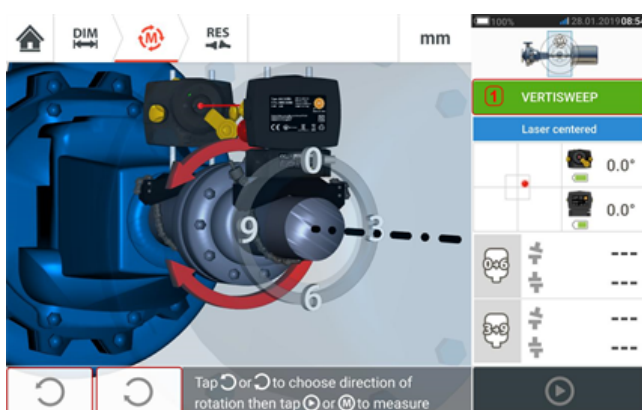 DIM
M
RES
mm
100%
28.01.2019 08:54
1 VERTISWEEP
Laser centered
0.0°
0.0°
0
3
6
9
0+6
---
---
3+9
---
---
Tap or to choose direction of
rotation then tap or M to measure